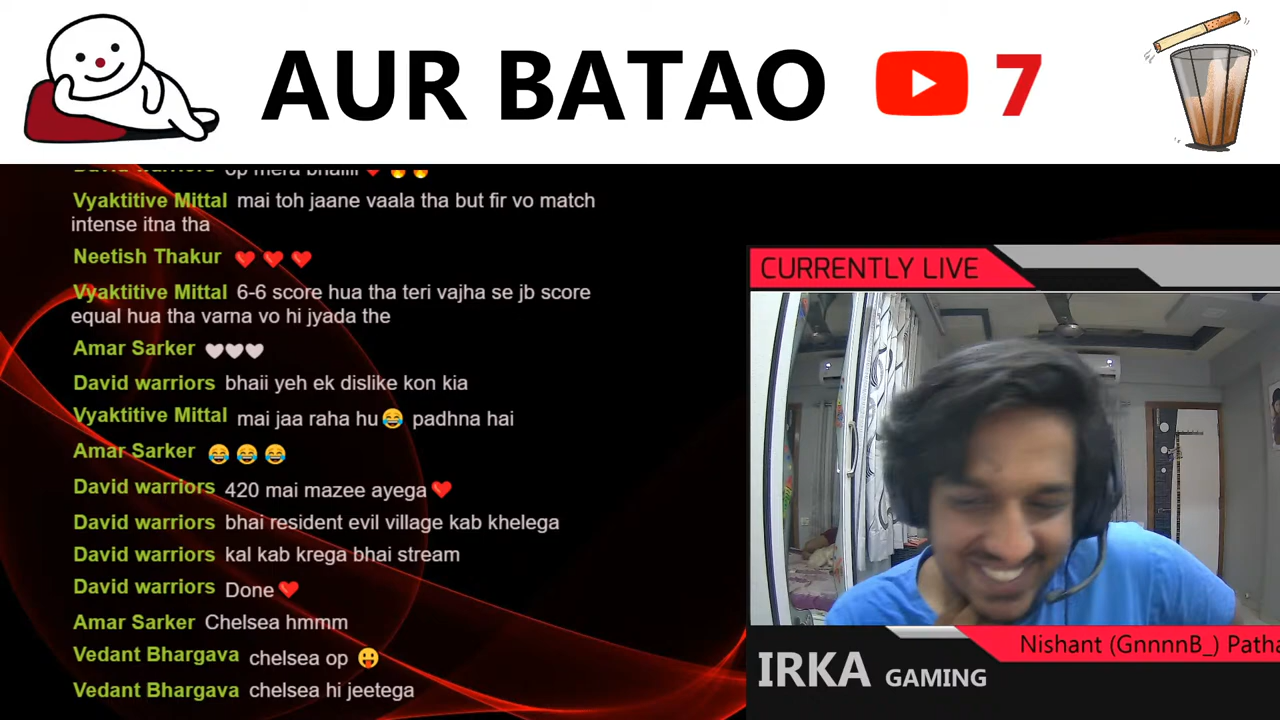 AUR BATAO 7
op mera bhaiiii ❤🔥🔥
Vyaktitive Mittal mai toh jaane vaala tha but fir vo match
intense itna tha
Neetish Thakur ❤ ❤ ❤
Vyaktitive Mittal 6-6 score hua tha teri vajha se jb score
equal hua tha varna vo hi jyada the
Amar Sarker 🤍🤍🤍
David warriors bhaii yeh ek dislike kon kia
Vyaktitive Mittal mai jaa raha hu😂 padhna hai
Amar Sarker 😂 😂 😂
David warriors 420 mai mazee ayega❤
David warriors bhai resident evil village kab khelega
David warriors kal kab krega bhai stream
David warriors Done❤
Amar Sarker Chelsea hmmm
Vedant Bhargava chelsea op 😛
Vedant Bhargava chelsea hi jeetega
CURRENTLY LIVE
Nishant (GnnnnB_) Patha
IRKA GAMING